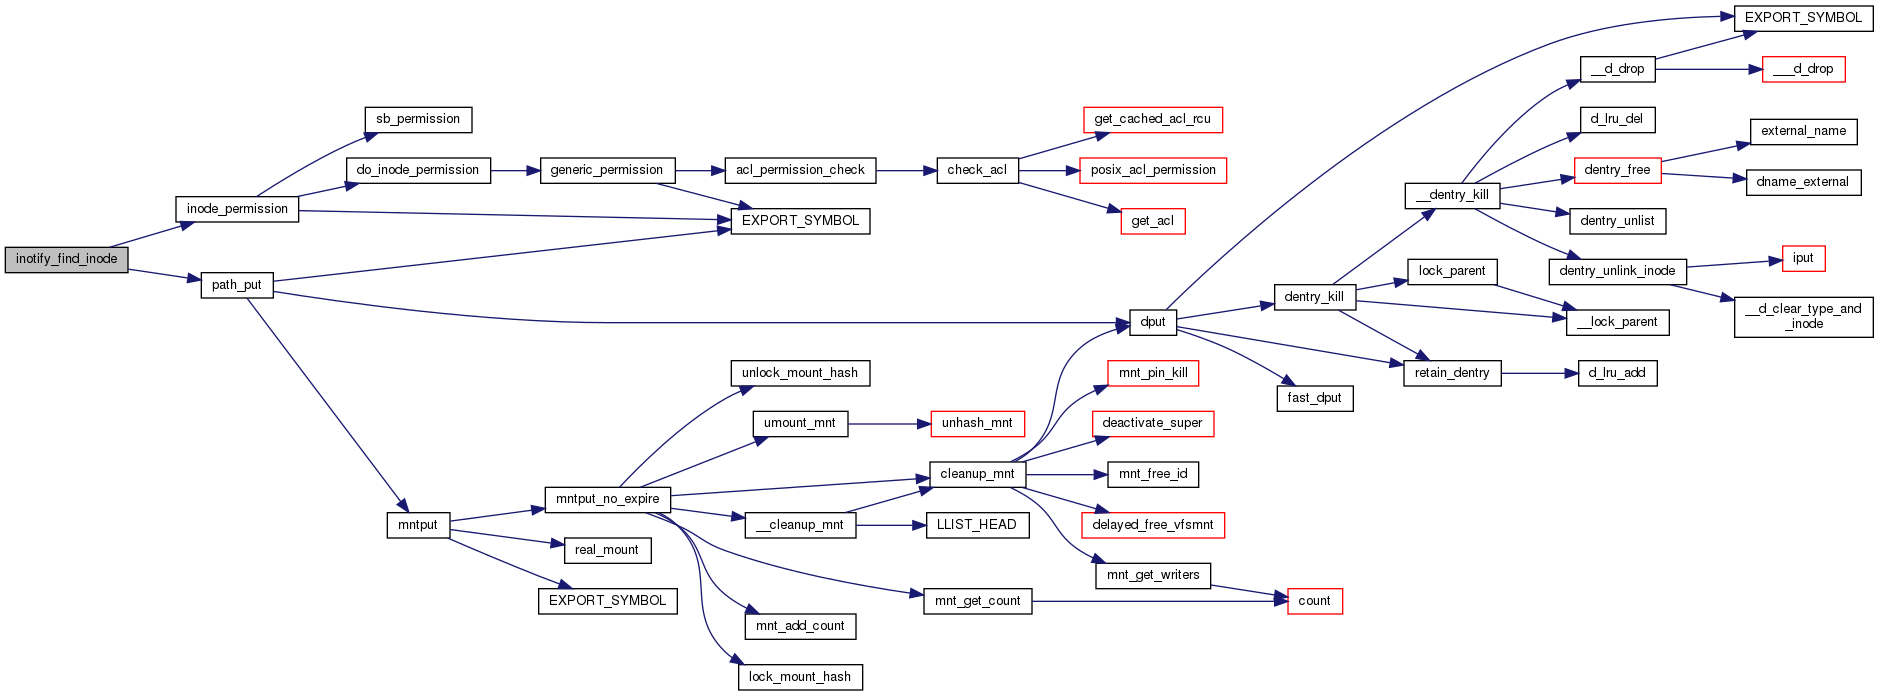 EXPORT_SYMBOL
__d_drop
___d_drop
sb_permission
get_cached_acl_rcu
d_lru_del
external_name
do_inode_permission
generic_permission
acl_permission_check
check_acl
posix_acl_permission
dentry_free
dname_external
inode_permission
EXPORT_SYMBOL
get_acl
__dentry_kill
dentry_unlist
inotify_find_inode
path_put
lock_parent
dentry_unlink_inode
iput
dentry_kill
dput
__lock_parent
__d_clear_type_and
_inode
unlock_mount_hash
mnt_pin_kill
retain_dentry
d_lru_add
fast_dput
umount_mnt
unhash_mnt
deactivate_super
cleanup_mnt
mnt_free_id
mntput_no_expire
mntput
__cleanup_mnt
LLIST_HEAD
delayed_free_vfsmnt
real_mount
mnt_get_writers
EXPORT_SYMBOL
mnt_get_count
count
mnt_add_count
lock_mount_hash